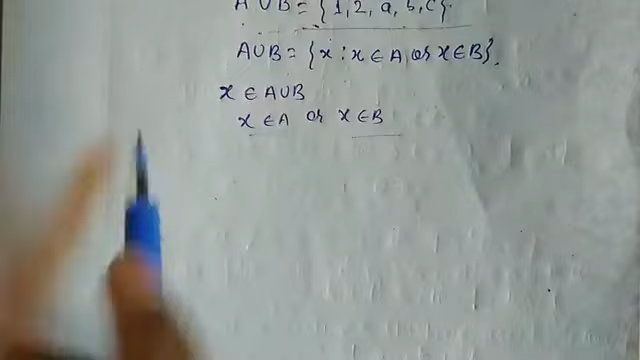 A ∪ B = {1, 2, a, b, c}.
A∪B = {x : x ∈ A or x ∈ B}.
x ∈ A∪B
x ∈ A or x ∈ B